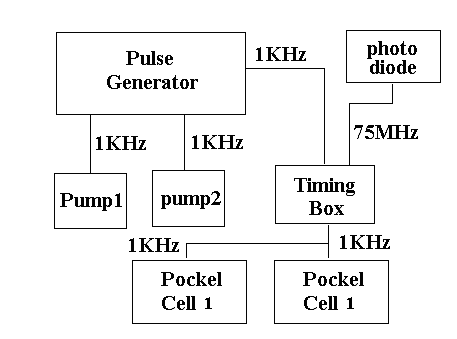 Pulse
Generator
1KHz
photo
diode
75MHz
1KHz
1KHz
Pump1
pump2
Timing
Box
1KHz
1KHz
Pockel
Cell 1
Pockel
Cell 1